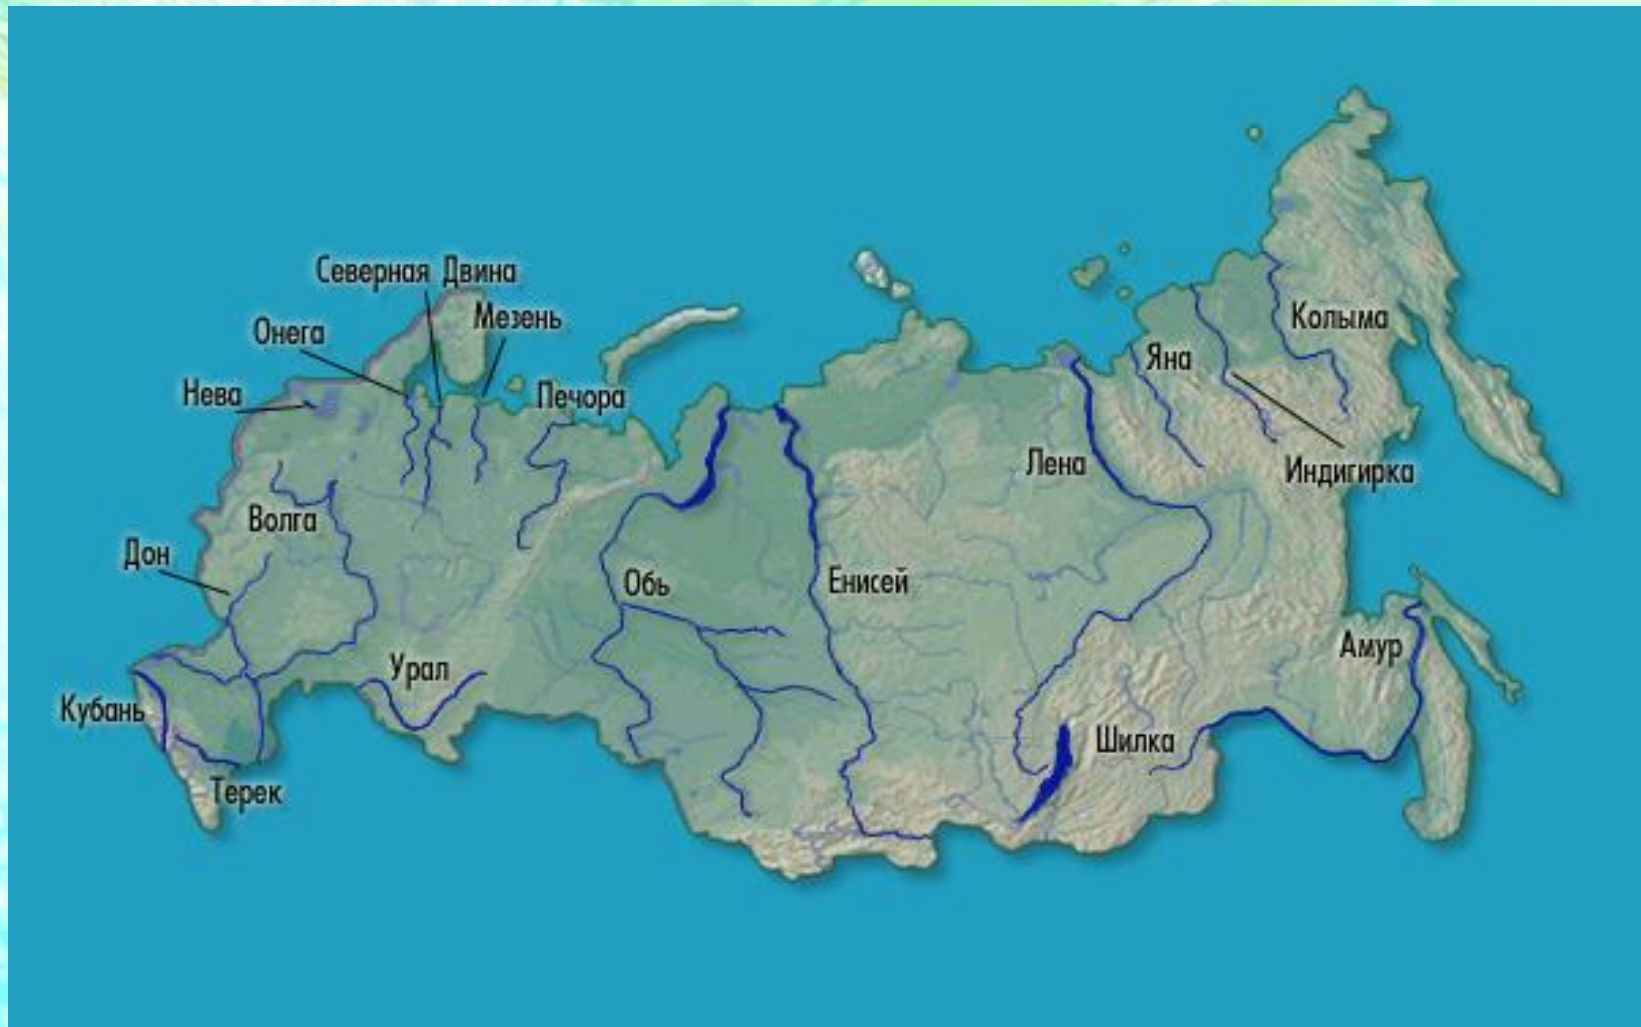 Северная Двина
Мезень
Онега
Колыма
Яна
Нева
Печора
Лена
Индигирка
Волга
Дон
Обь
Енисей
Амур
Урал
Кубань
Шилка
Терек